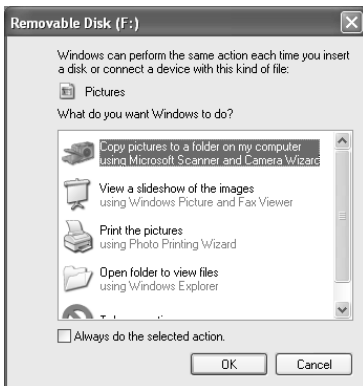 Removable Disk (F:)
Windows can perform the same action each time you insert
a disk or connect a device with this kind of file:
Pictures
What do you want Windows to do?
Copy pictures to a folder on my computer
using Microsoft Scanner and Camera Wizard
View a slideshow of the images
using Windows Picture and Fax Viewer
Print the pictures
using Photo Printing Wizard
Open folder to view files
using Windows Explorer
Always do the selected action.
OK
Cancel